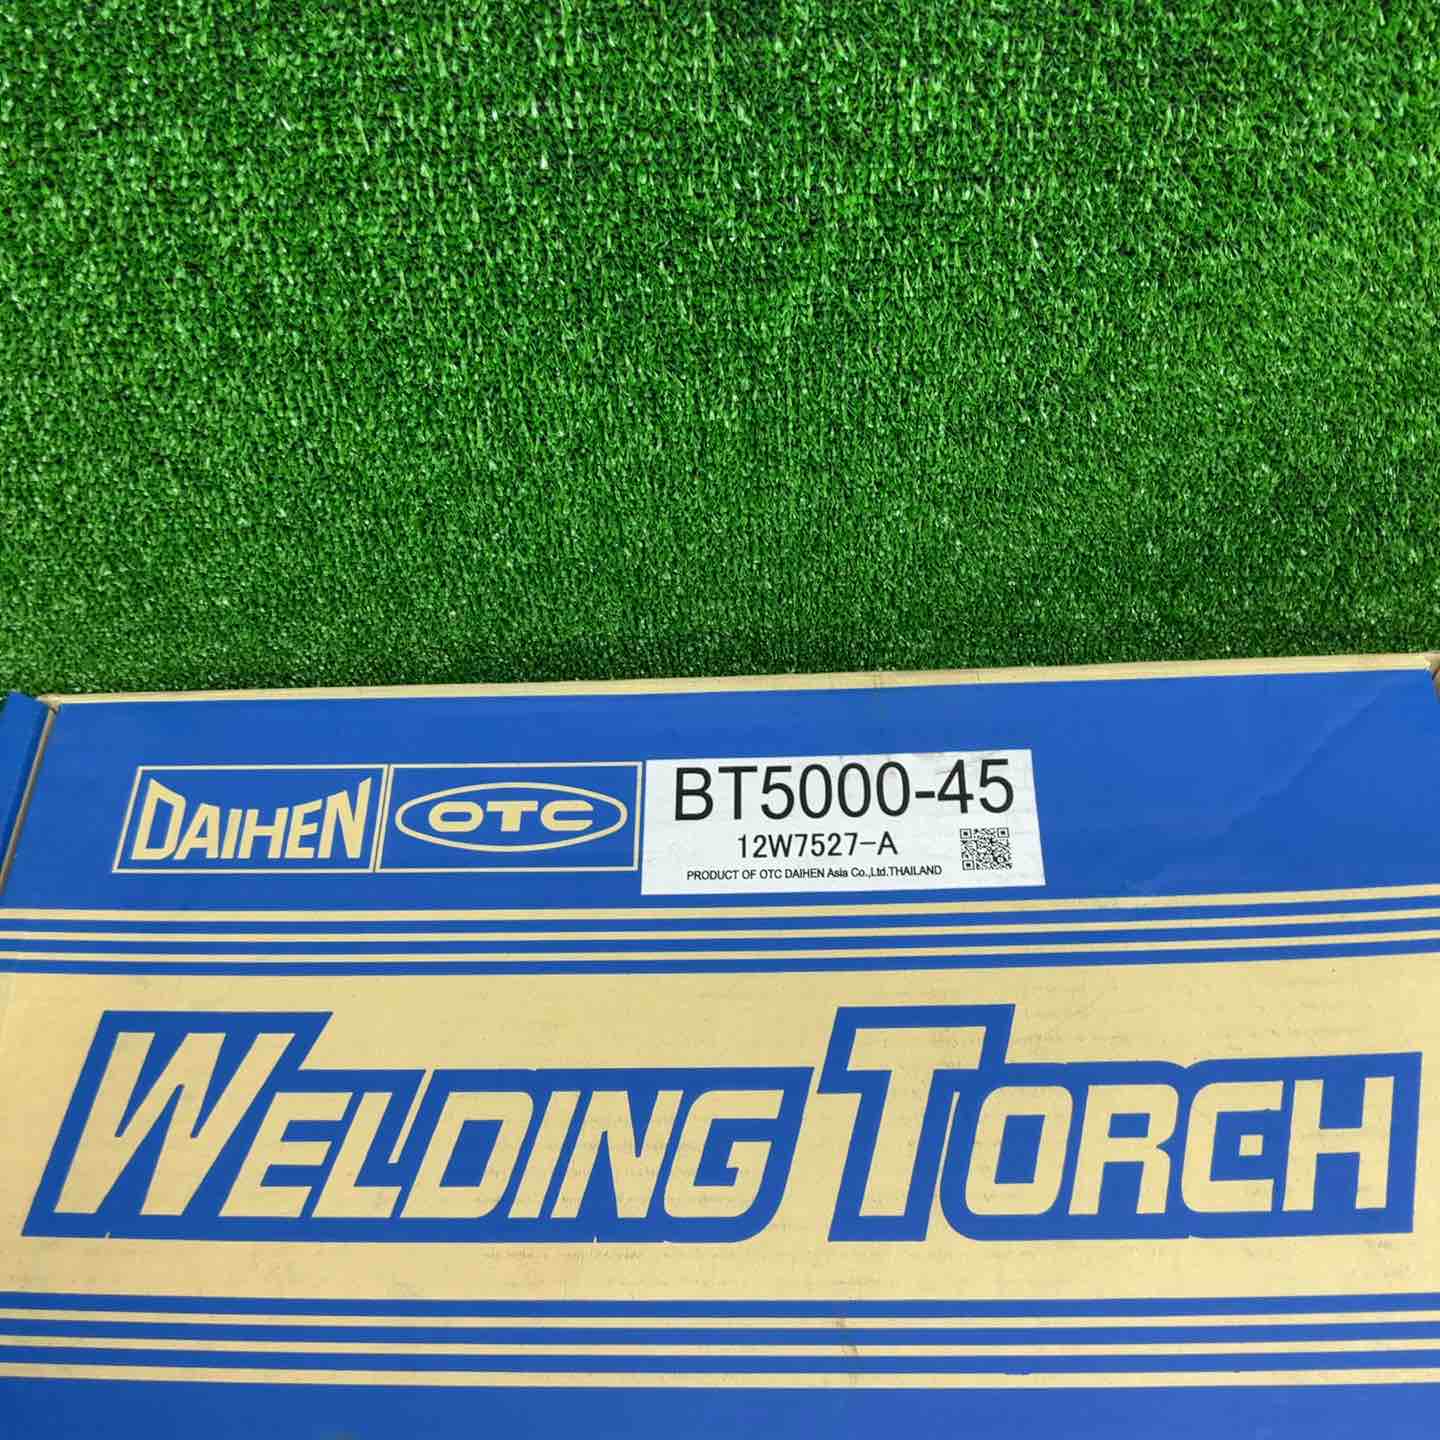 DAIHEN OTC BT5000-45
12W7527-A
PRODUCT OF OTC DAIHEN Asia Co.,Ltd.THAILAND
WELDING TORCH